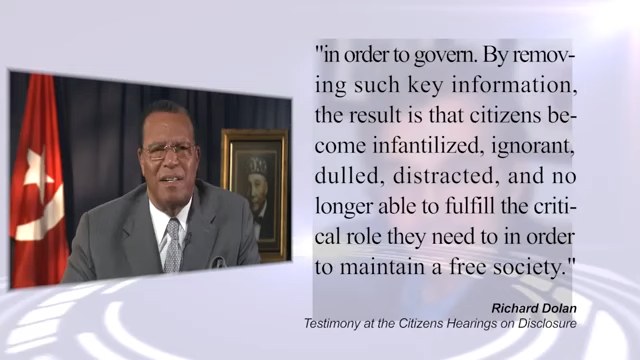 "in order to govern. By remov-
ing such key information,
the result is that citizens be-
come infantilized, ignorant,
dulled, distracted, and no
longer able to fulfill the criti-
cal role they need to in order
to maintain a free society."
Richard Dolan
Testimony at the Citizens Hearings on Disclosure